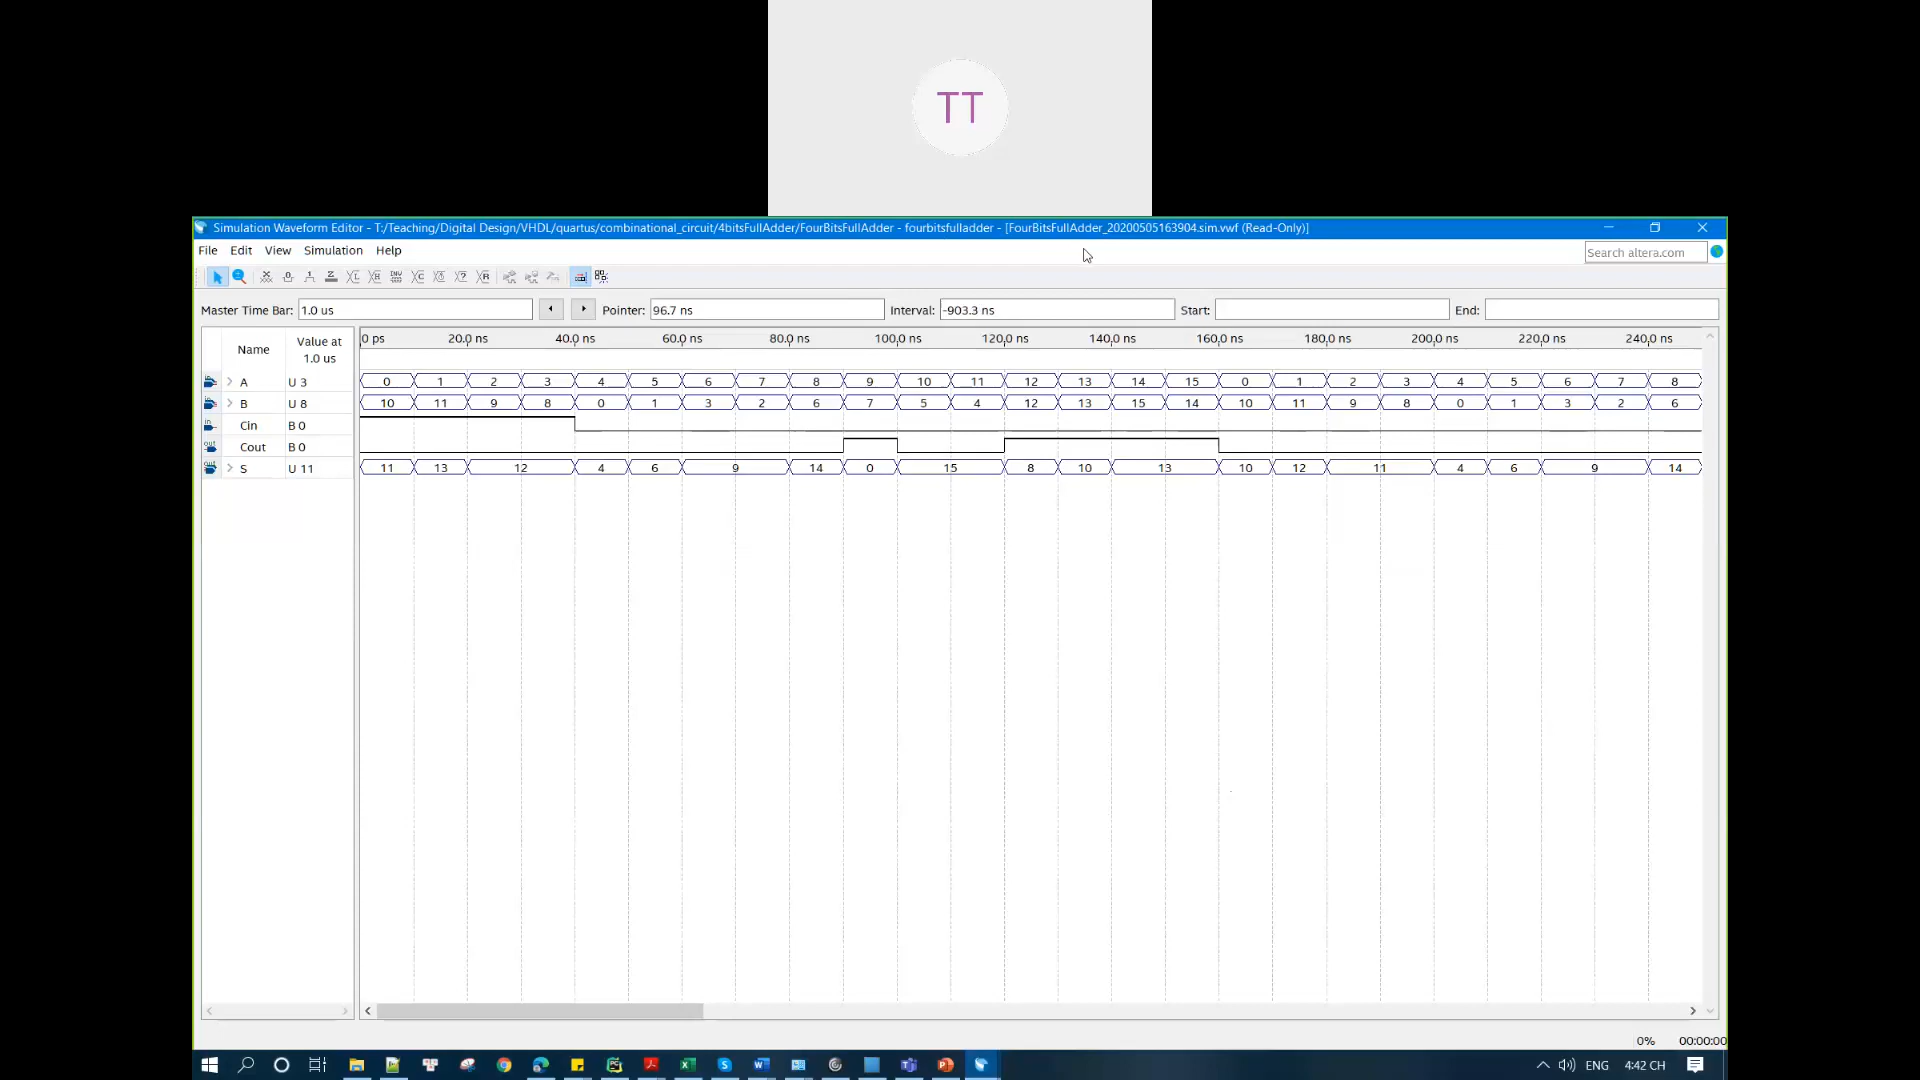 TT
Simulation Waveform Editor - T:/Teaching/Digital Design/VHDL/quartus/combinational_circuit/4bitsFullAdder/FourBitsFullAdder - fourbitsfulladder - [FourBitsFullAdder_20200505163904.sim.vwf (Read-Only)]
File Edit View Simulation Help
Search altera.com
Master Time Bar: 1.0 us Pointer: 96.7 ns Interval: -903.3 ns Start: End:
Name Value at 1.0 us
0 ps 20.0 ns 40.0 ns 60.0 ns 80.0 ns 100.0 ns 120.0 ns 140.0 ns 160.0 ns 180.0 ns 200.0 ns 220.0 ns 240.0 ns
A U 3 0 1 2 3 4 5 6 7 8 9 10 11 12 13 14 15 0 1 2 3 4 5 6 7 8
B U 8 10 11 9 8 0 1 3 2 6 7 5 4 12 13 15 14 10 11 9 8 0 1 3 2 6
Cin B 0
Cout B 0
S U 11 11 13 12 4 6 9 14 0 15 8 10 13 10 12 11 4 6 9 14
0% 00:00:00
ENG 4:42 CH